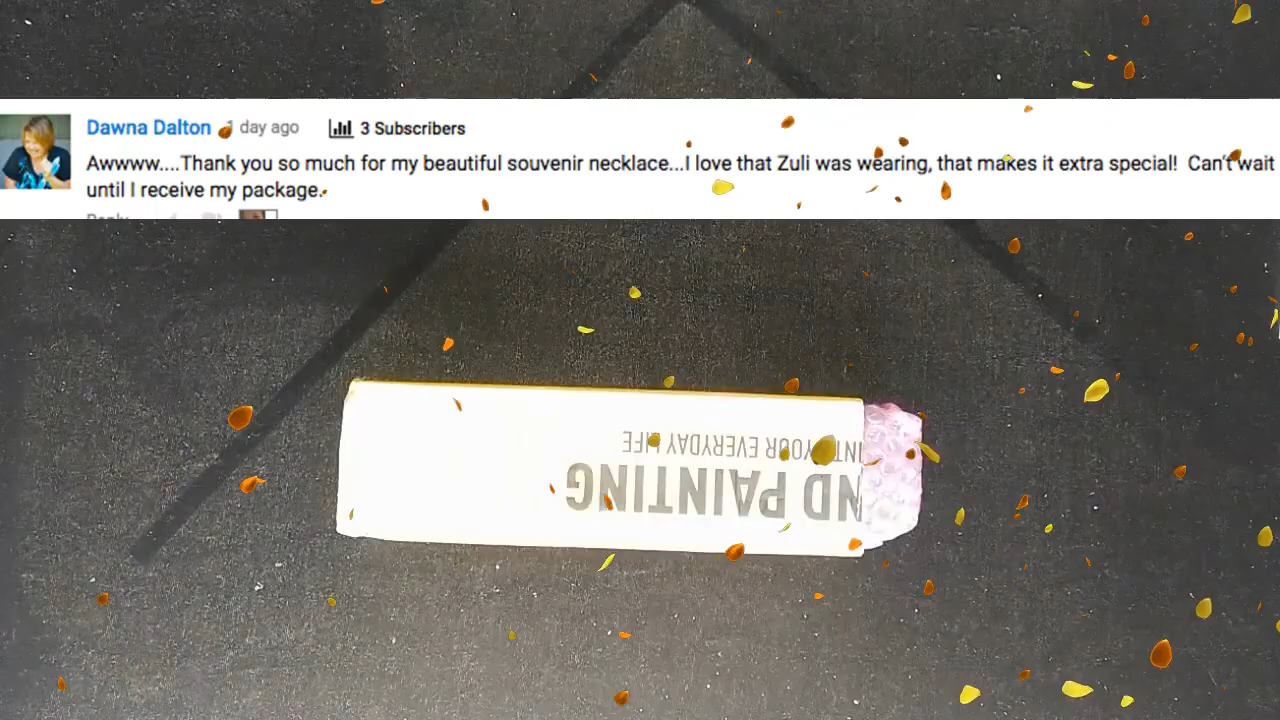 Dawna Dalton 1 day ago 3 Subscribers
Awwww....Thank you so much for my beautiful souvenir necklace...I love that Zuli was wearing, that makes it extra special! Can't wait
until I receive my package.
Reply
ND PAINTING
INTO YOUR EVERYDAY LIFE